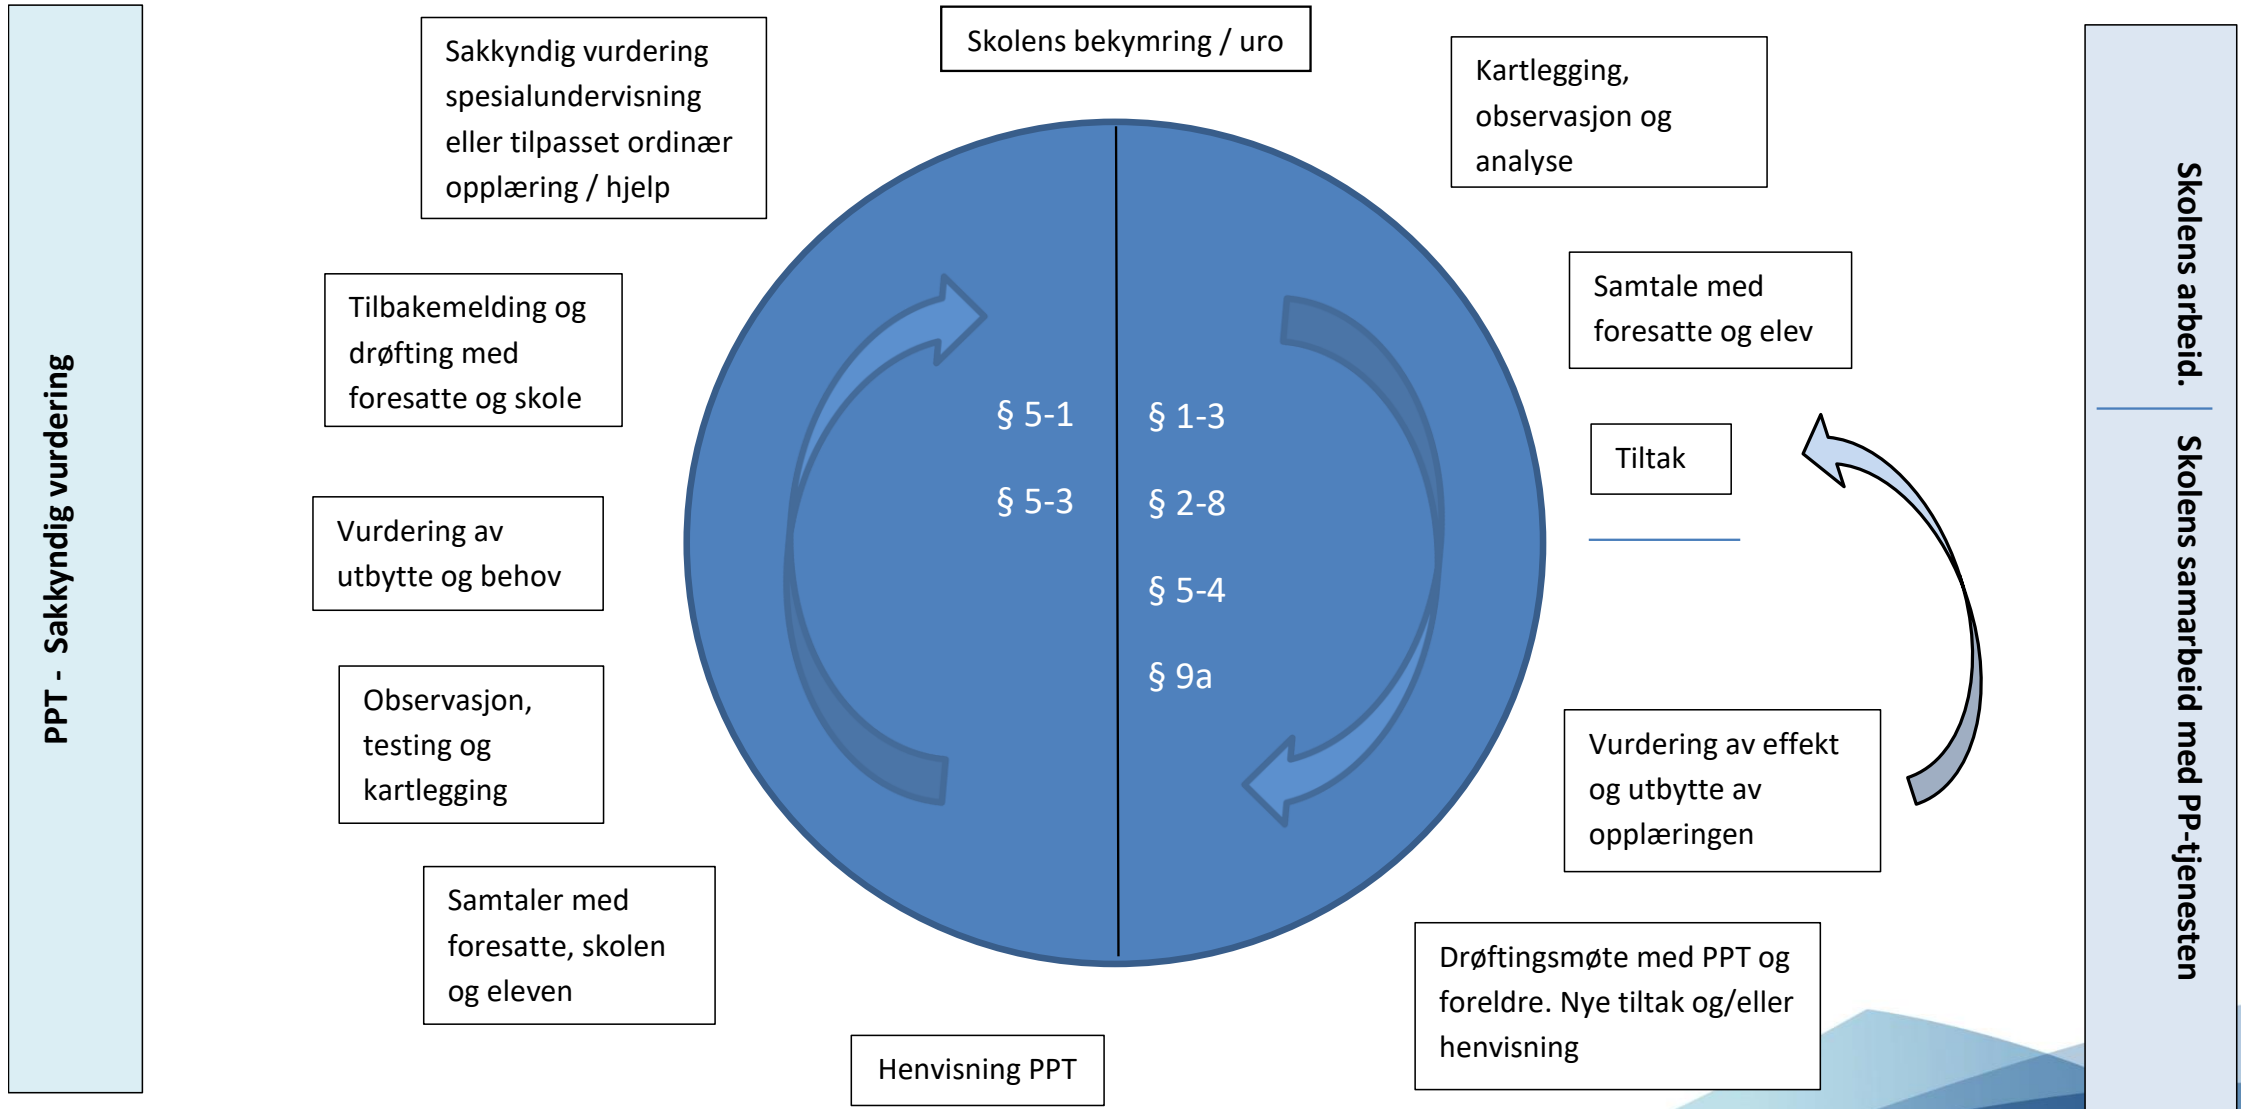 Skolens bekymring / uro
Kartlegging,
observasjon og
analyse
Samtale med
foresatte og elev
Tiltak
Vurdering av effekt
og utbytte av
opplæringen
Drøftingsmøte med PPT og
foreldre. Nye tiltak og/eller
henvisning
Henvisning PPT
Samtaler med
foresatte, skolen
og eleven
Observasjon,
testing og
kartlegging
Vurdering av
utbytte og behov
Tilbakemelding og
drøfting med
foresatte og skole
Sakkyndig vurdering
spesialundervisning
eller tilpasset ordinær
opplæring / hjelp
§ 5-1
§ 5-3
§ 1-3
§ 2-8
§ 5-4
§ 9a
PPT - Sakkyndig vurdering
Skolens arbeid.
Skolens samarbeid med PP-tjenesten